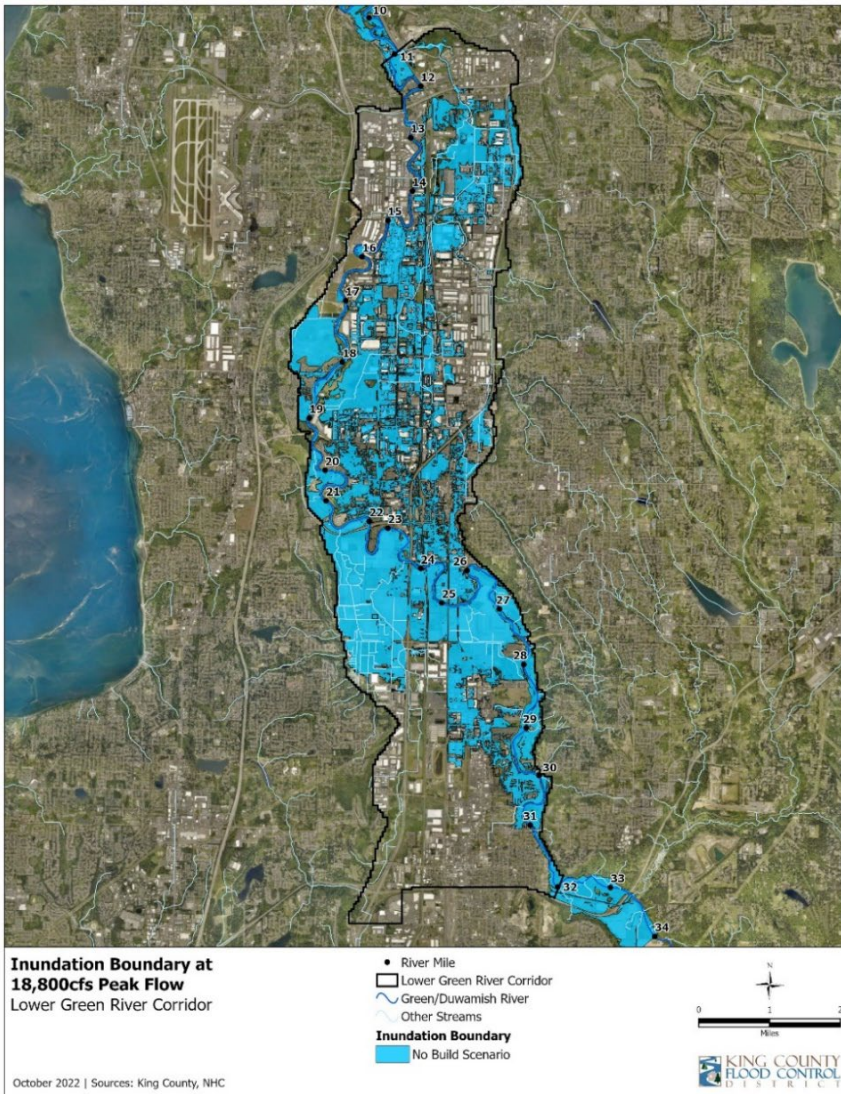 10
11
12
13
14
15
16
17
18
19
20
21
22
23
24
26
25
27
28
29
30
31
32
33
34
Inundation Boundary at
18,800cfs Peak Flow
Lower Green River Corridor
October 2022 | Sources: King County, NHC
River Mile
Lower Green River Corridor
Green/Duwamish River
Other Streams
Inundation Boundary
No Build Scenario
N
0 1 2
Miles
KING COUNTY
FLOOD CONTROL
DISTRICT